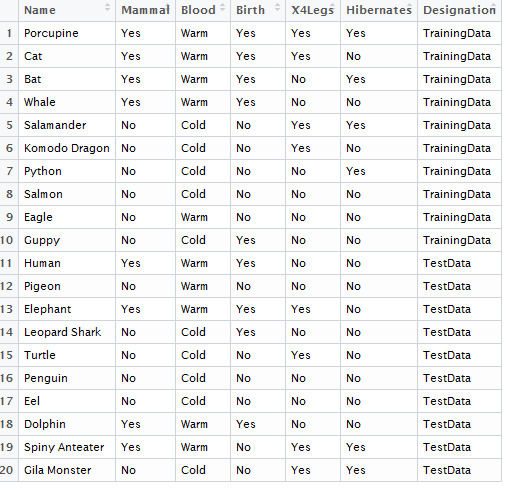 Name Mammal Blood Birth X4Legs Hibernates Designation
1 Porcupine Yes Warm Yes Yes Yes TrainingData
2 Cat Yes Warm Yes Yes No TrainingData
3 Bat Yes Warm Yes No Yes TrainingData
4 Whale Yes Warm Yes No No TrainingData
5 Salamander No Cold No Yes Yes TrainingData
6 Komodo Dragon No Cold No Yes No TrainingData
7 Python No Cold No No Yes TrainingData
8 Salmon No Cold No No No TrainingData
9 Eagle No Warm No No No TrainingData
10 Guppy No Cold Yes No No TrainingData
11 Human Yes Warm Yes No No TestData
12 Pigeon No Warm No No No TestData
13 Elephant Yes Warm Yes Yes No TestData
14 Leopard Shark No Cold Yes No No TestData
15 Turtle No Cold No Yes No TestData
16 Penguin No Cold No No No TestData
17 Eel No Cold No No No TestData
18 Dolphin Yes Warm Yes No No TestData
19 Spiny Anteater Yes Warm No Yes Yes TestData
20 Gila Monster No Cold No Yes Yes TestData